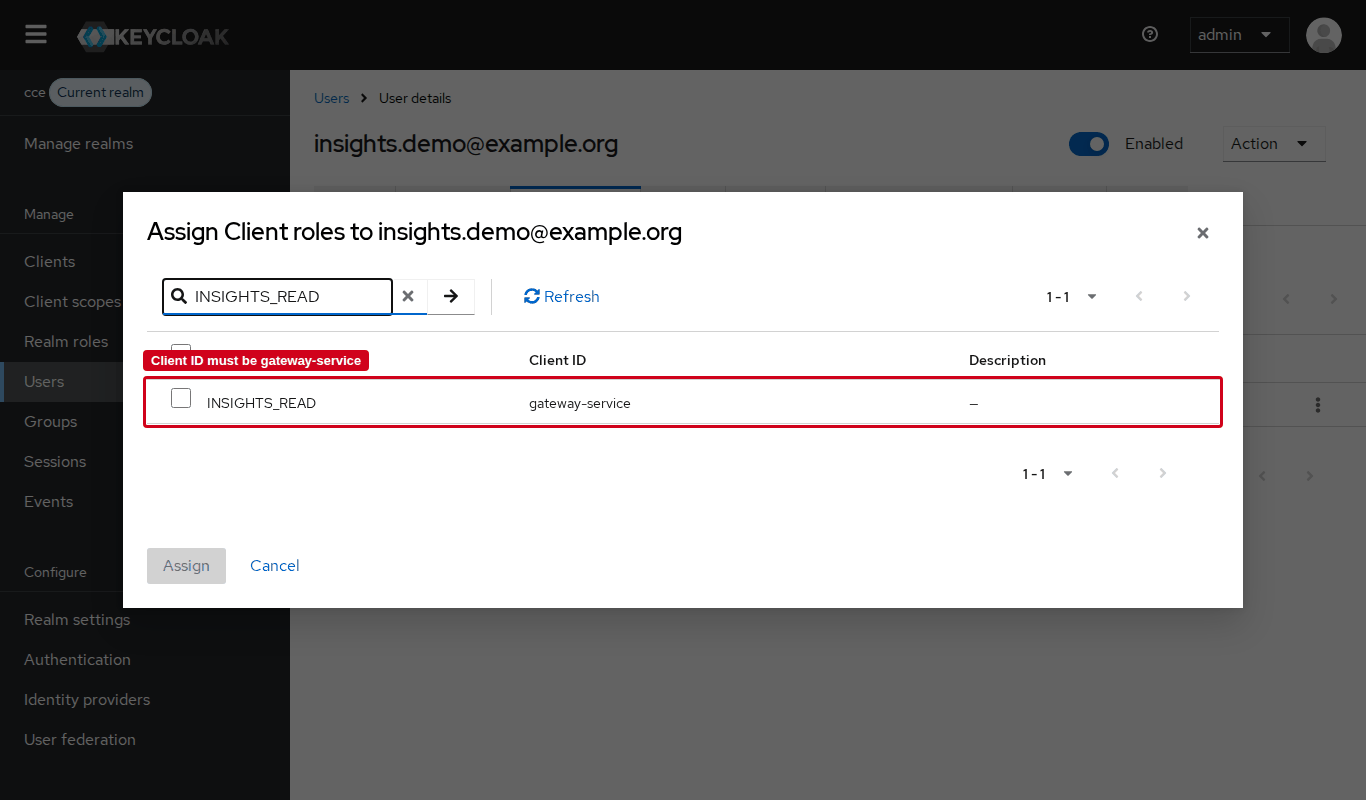 KEYCLOAK
admin
cce Current realm
Manage realms
Manage
Clients
Client scopes
Realm roles
Users
Groups
Sessions
Events
Configure
Realm settings
Authentication
Identity providers
User federation
Users User details
insights.demo@example.org
Enabled
Action
Assign Client roles to insights.demo@example.org
INSIGHTS_READ
Refresh
1 - 1
Client ID must be gateway-service
Client ID
Description
INSIGHTS_READ
gateway-service
—
1 - 1
Assign
Cancel